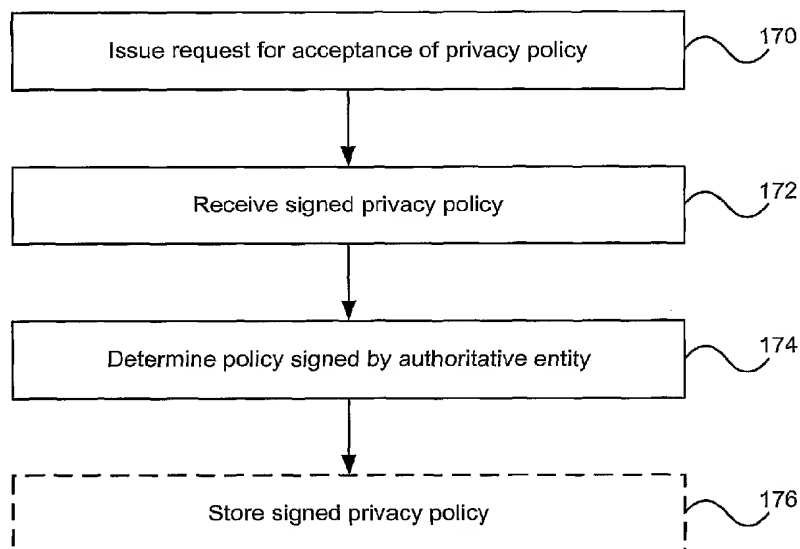 Issue request for acceptance of privacy policy
170
Receive signed privacy policy
172
Determine policy signed by authoritative entity
174
Store signed privacy policy
176